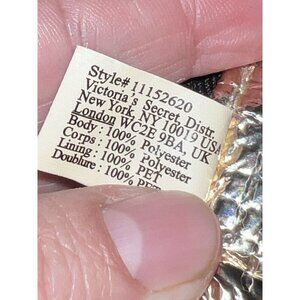 Style# 11152620
Victoria's Secret Distr.
New York, NY 10019 USA
London WC2E 9BA, UK
Body : 100% Polyester
Corps : 100% Polyester
Lining : 100% PET
Doublure : 100% PET